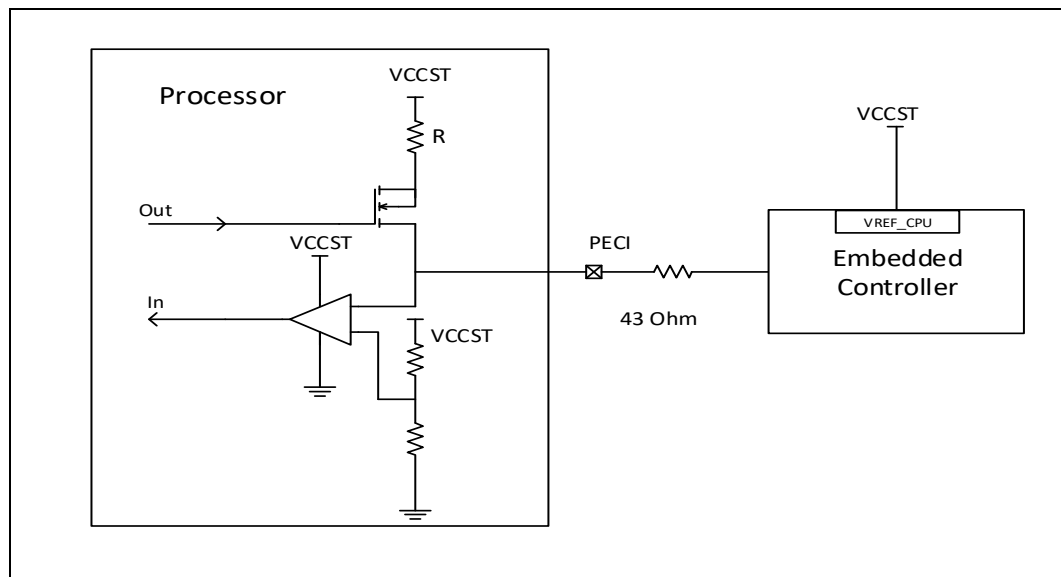 VCCST
Processor
R
VCCST
Out
VCCST
VREF_CPU
PECI
Embedded
Controller
In
43 Ohm
VCCST